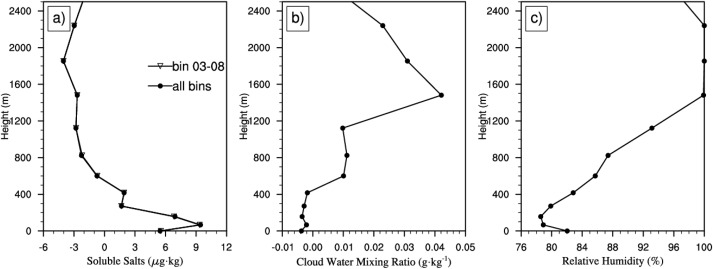 a)
2400
2000
1600
1200
800
400
0
Height (m)
bin 03-08
all bins
-6 -3 0 3 6 9 12
Soluble Salts (μg·kg)
b)
2400
2000
1600
1200
800
400
0
Height (m)
-0.01 0.00 0.01 0.02 0.03 0.04 0.05
Cloud Water Mixing Ratio (g·kg⁻¹)
c)
2400
2000
1600
1200
800
400
0
Height (m)
76 80 84 88 92 96 100
Relative Humidity (%)